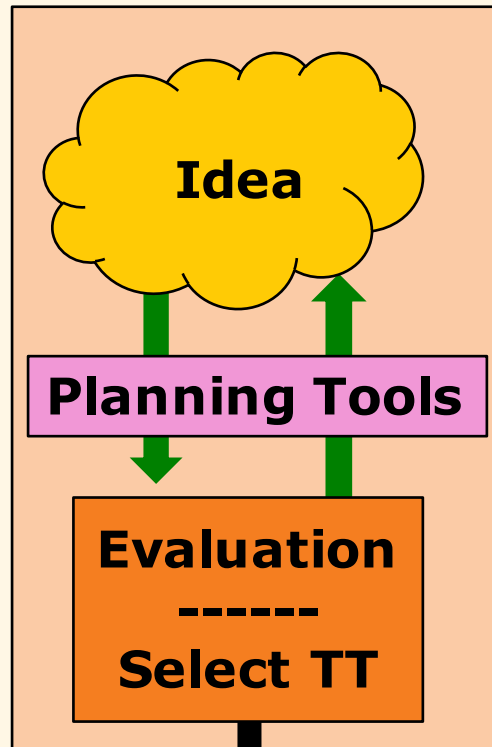 Idea
Planning Tools
Evaluation
------
Select TT